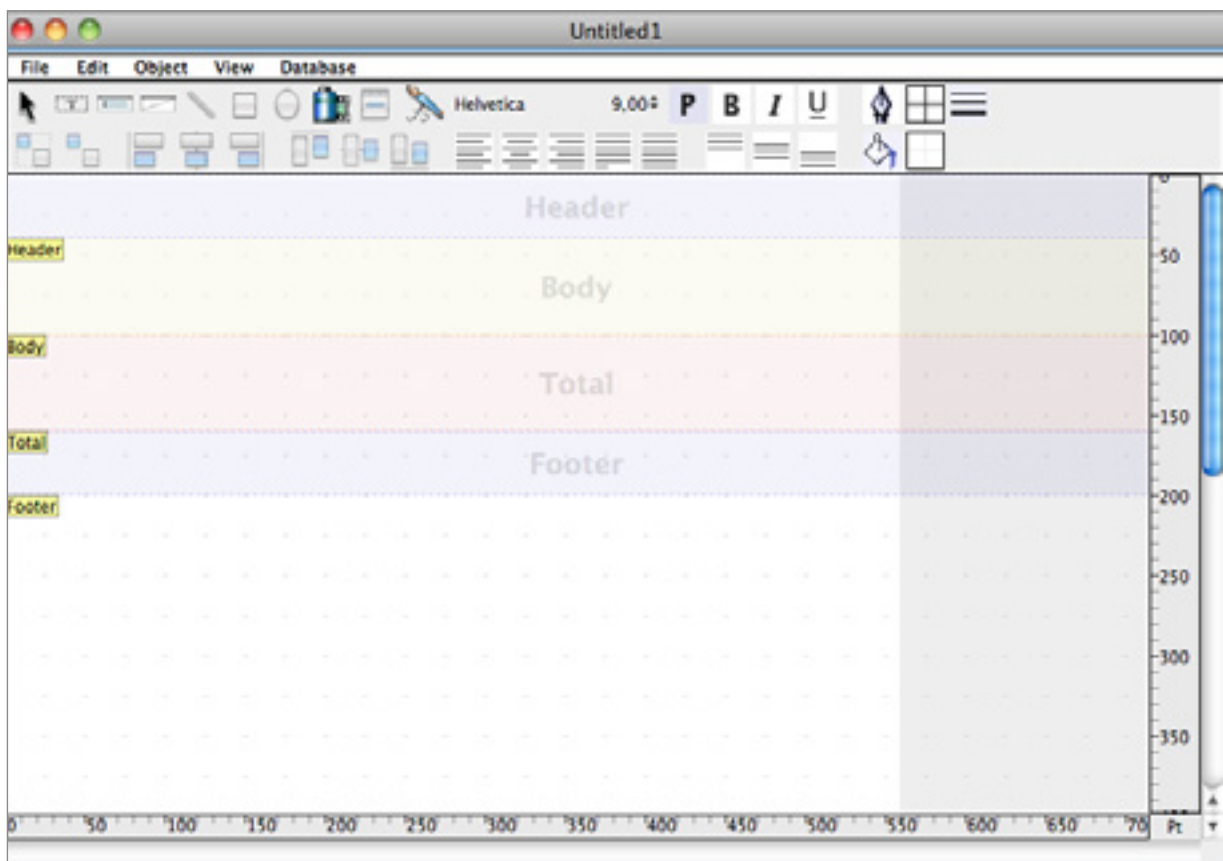 Untitled1
File Edit Object View Database
Helvetica 9,00 P B I U
0
Header
Header
50
Body
100
Body
Total
150
Total
Footer
200
Footer
250
300
350
0 50 100 150 200 250 300 350 400 450 500 550 600 650 70 Pt